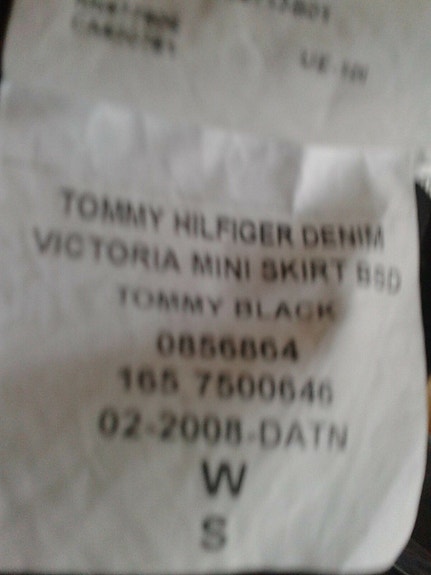 TOMMY HILFIGER DENIM
VICTORIA MINI SKIRT BSD
TOMMY BLACK
0856864
165 7500646
02-2008-DATN
W
S